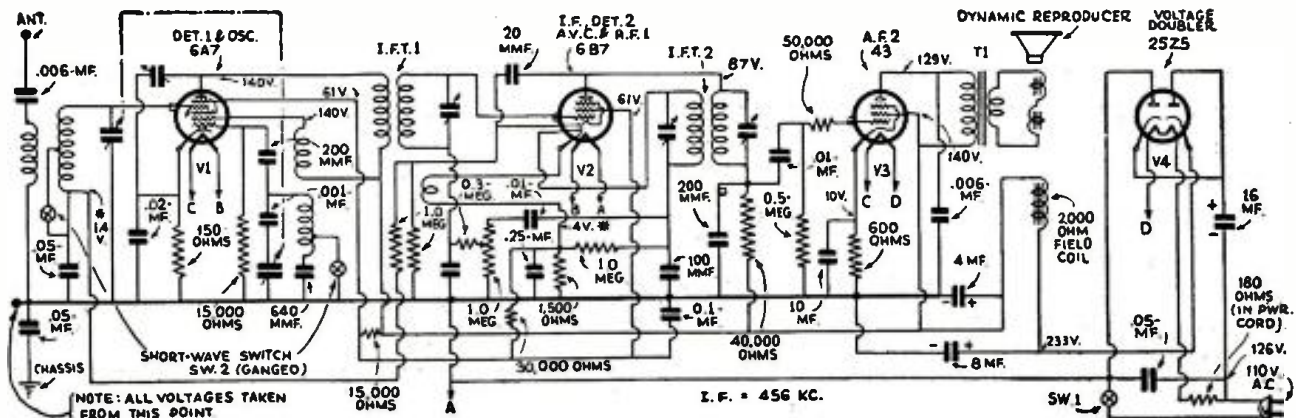 ANT.
.006-MF.
DET.1 & OSC.
6A7
140V.
61V.
140V.
I.F.T.1
20
MMF.
I.F. DET.2
A.V.C. & R.F.1
6B7
61V.
I.F.T.2
87V.
50,000
OHMS
A.F.2
43
129V.
140V.
T1
DYNAMIC REPRODUCER
VOLTAGE
DOUBLER
25Z5
V1
C
B
V2
B
A
V3
C
D
V4
D
200
MMF.
.001-
MF.
.02-
MF.
150-
OHMS
*
1.4
V.
.05-
MF.
.05-
MF.
15,000
OHMS
640
MMF.
0.3-
MEG.
1.0
MEG
.01-
MF.
4V.*
.25-MF.
1.0
MEG
1.0
MEG
1,500
OHMS
200
MMF.
100
MMF.
0.1-
MF.
.01-
MF.
0.5-
MEG
10V.
10
MF.
600
OHMS
.006-
MF.
4 MF.
2,000
OHM
FIELD
COIL
16
MF.
180
OHMS
(IN PWR.
CORD)
.05-
MF.
126V.
110V.
A.C.
233V.
8 MF.
40,000
OHMS
30,000 OHMS
15,000
OHMS
SHORT-WAVE SWITCH
SW.2 (GANGED)
CHASSIS
NOTE: ALL VOLTAGES TAKEN
FROM THIS POINT.
A
I.F. = 456 KC.
SW.1